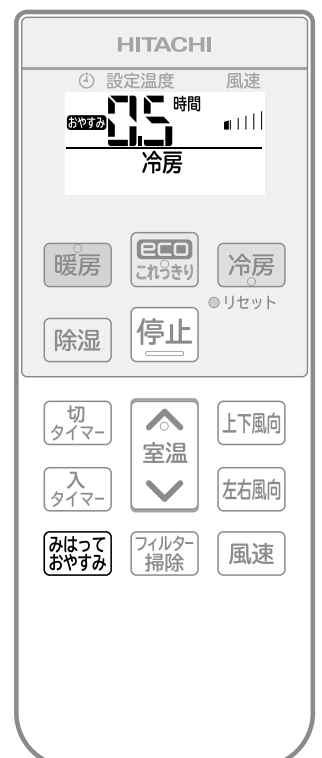 HITACHI
設定温度 風速
おやすみ 0.5 時間
冷房
暖房 eco これっきり 冷房
リセット
除湿 停止
切タイマー 室温 上下風向
入タイマー 左右風向
みはっておやすみ フィルター掃除 風速